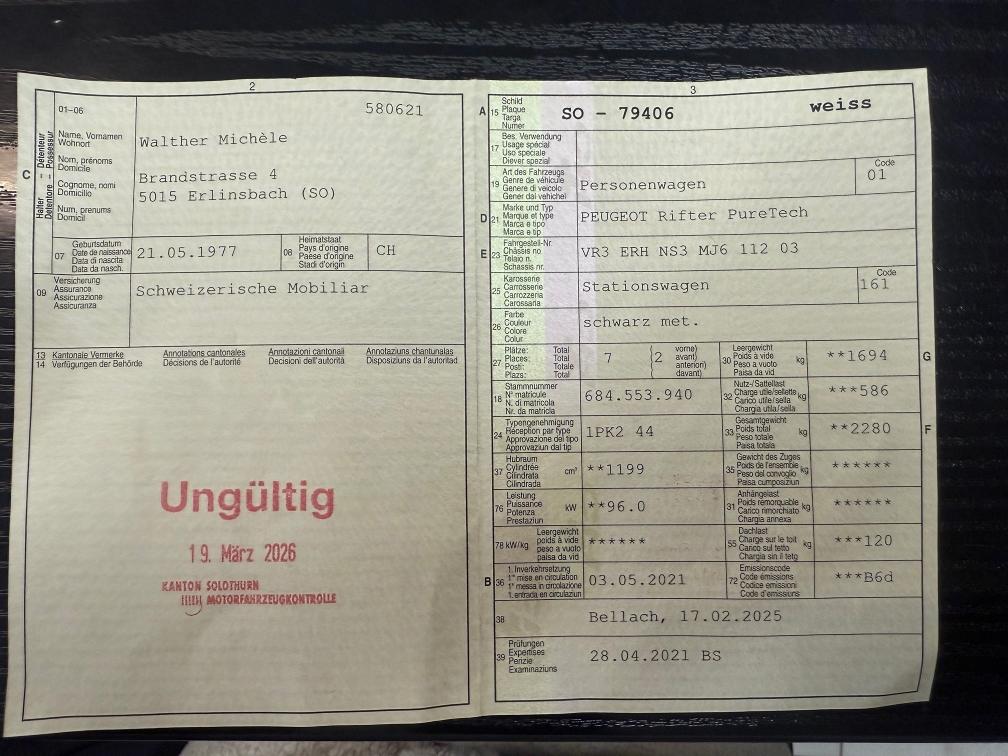 2
01-06
580621
C
Halter – Détenteur
Detentore – Possessur
Name, Vornamen
Wohnort
Nom, prénoms
Domicile
Cognome, nomi
Domicilio
Num, prenums
Domicil
Walther Michèle
Brandstrasse 4
5015 Erlinsbach (SO)
07
Geburtsdatum
Date de naissance
Data di nascita
Data da nasch.
21.05.1977
08
Heimatstaat
Pays d'origine
Paese d'origine
Stadi d'origin
CH
09
Versicherung
Assurance
Assicurazione
Assicuranza
Schweizerische Mobiliar
13 Kantonale Vermerke
14 Verfügungen der Behörde
Annotations cantonales
Décisions de l'autorité
Annotazioni cantonali
Decisioni dell'autorità
Annotaziuns chantunalas
Disposiziuns da l'autoritad
Ungültig
19. März 2026
KANTON SOLOTHURN
MOTORFAHRZEUGKONTROLLE
3
A 15
Schild
Plaque
Targa
Numer
SO - 79406 weiss
17
Bes. Verwendung
Usage spécial
Uso speciale
Diever spezial
19
Art des Fahrzeugs
Genre de véhicule
Genere di veicolo
Gener dal vehichel
Personenwagen
Code
01
D 21
Marke und Typ
Marque et type
Marca e tipo
Marca e tip
PEUGEOT Rifter PureTech
E 23
Fahrgestell-Nr.
Châssis no
Telaio n.
Schassis nr.
VR3 ERH NS3 MJ6 112 03
25
Karosserie
Carrosserie
Carrozzeria
Carossaria
Stationswagen
Code
161
26
Farbe
Couleur
Colore
Colur
schwarz met.
27
Plätze: Total
Places: Total
Posti: Totale
Plazs: Total
7 (2
vorne)
avant)
anteriori)
davant)
30
Leergewicht
Poids à vide
Peso a vuoto
Paisa da vid
kg
**1694
G
18
Stammnummer
N° matricule
N. di matricola
Nr. da matricla
684.553.940
32
Nutz-/Sattellast
Charge utile/sellette
Carico utile/sella
Chargia utila/sella
kg
***586
24
Typengenehmigung
Réception par type
Approvazione del tipo
Approvaziun dal tip
1PK2 44
33
Gesamtgewicht
Poids total
Peso totale
Paisa totala
kg
**2280
F
37
Hubraum
Cylindrée
Cilindrata
Cilindrada
cm³
**1199
35
Gewicht des Zuges
Poids de l'ensemble
Peso del convoglio
Paisa cumposiziun
kg
******
76
Leistung
Puissance
Potenza
Prestaziun
kW
**96.0
31
Anhängelast
Poids remorquable
Carico rimorchiato
Chargia annexa
kg
******
78 kW/kg
Leergewicht
poids à vide
peso a vuoto
paisa da vid
******
55
Dachlast
Charge sur le toit
Carico sul tetto
Chargia sin il tetg
kg
***120
B 36
1. Inverkehrsetzung
1re mise en circulation
1a messa in circolazione
1. entrada en circulaziun
03.05.2021
72
Emissionscode
Code émissions
Codice emissioni
Code d'emissiuns
***B6d
38
Bellach, 17.02.2025
39
Prüfungen
Expertises
Perizie
Examinaziuns
28.04.2021 BS